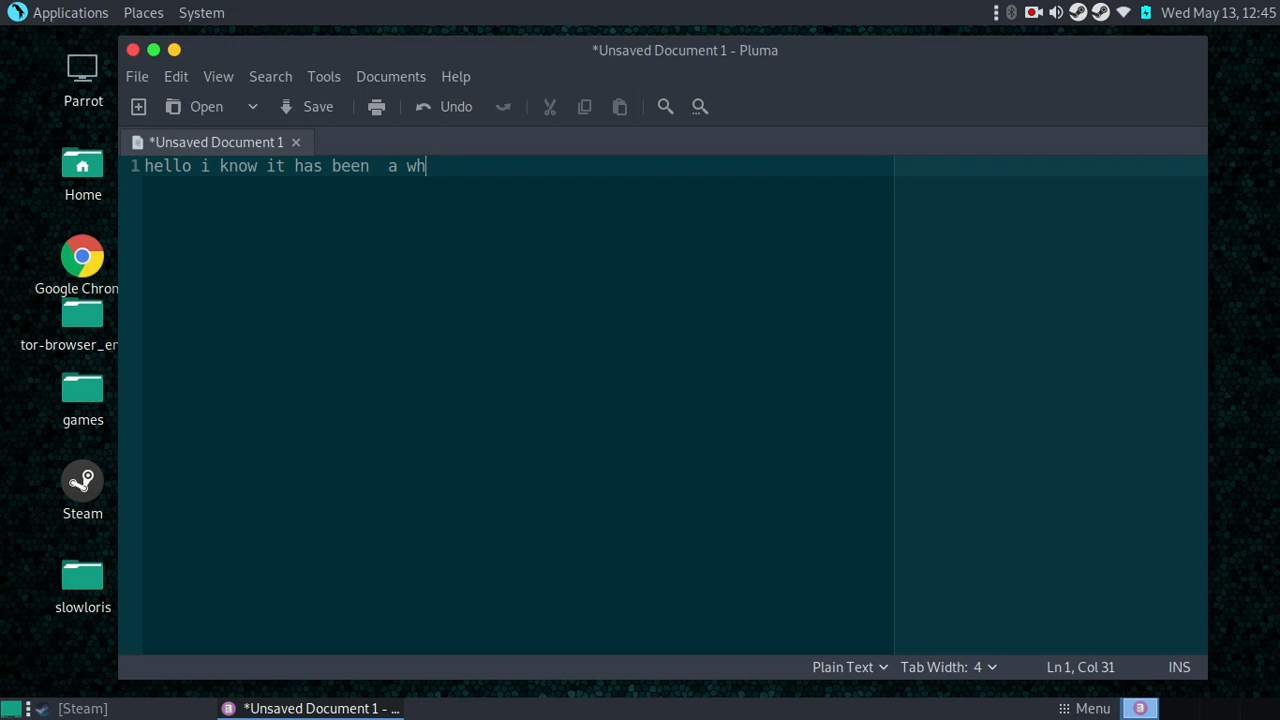 Applications Places System
Wed May 13, 12:45
*Unsaved Document 1 - Pluma
File Edit View Search Tools Documents Help
Open Save Undo
*Unsaved Document 1
1 hello i know it has been  a wh
Parrot
Home
Google Chron
tor-browser_en
games
Steam
slowloris
Plain Text Tab Width: 4 Ln 1, Col 31 INS
[Steam] *Unsaved Document 1 - ... Menu